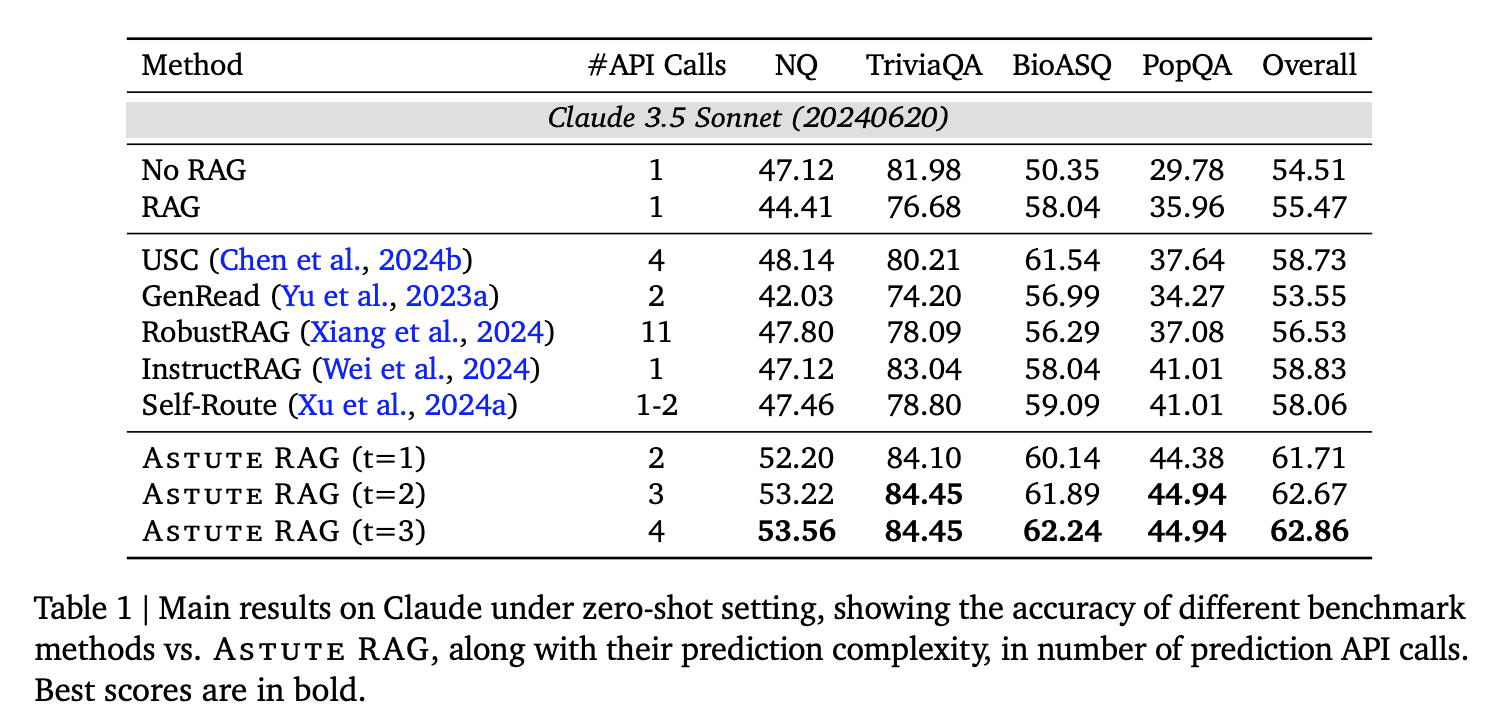 Method #API Calls NQ TriviaQA BioASQ PopQA Overall
Claude 3.5 Sonnet (20240620)
No RAG 1 47.12 81.98 50.35 29.78 54.51
RAG 1 44.41 76.68 58.04 35.96 55.47
USC (Chen et al., 2024b) 4 48.14 80.21 61.54 37.64 58.73
GenRead (Yu et al., 2023a) 2 42.03 74.20 56.99 34.27 53.55
RobustRAG (Xiang et al., 2024) 11 47.80 78.09 56.29 37.08 56.53
InstructRAG (Wei et al., 2024) 1 47.12 83.04 58.04 41.01 58.83
Self-Route (Xu et al., 2024a) 1-2 47.46 78.80 59.09 41.01 58.06
Astute RAG (t=1) 2 52.20 84.10 60.14 44.38 61.71
Astute RAG (t=2) 3 53.22 84.45 61.89 44.94 62.67
Astute RAG (t=3) 4 53.56 84.45 62.24 44.94 62.86
Table 1 | Main results on Claude under zero-shot setting, showing the accuracy of different benchmark
methods vs. Astute RAG, along with their prediction complexity, in number of prediction API calls.
Best scores are in bold.